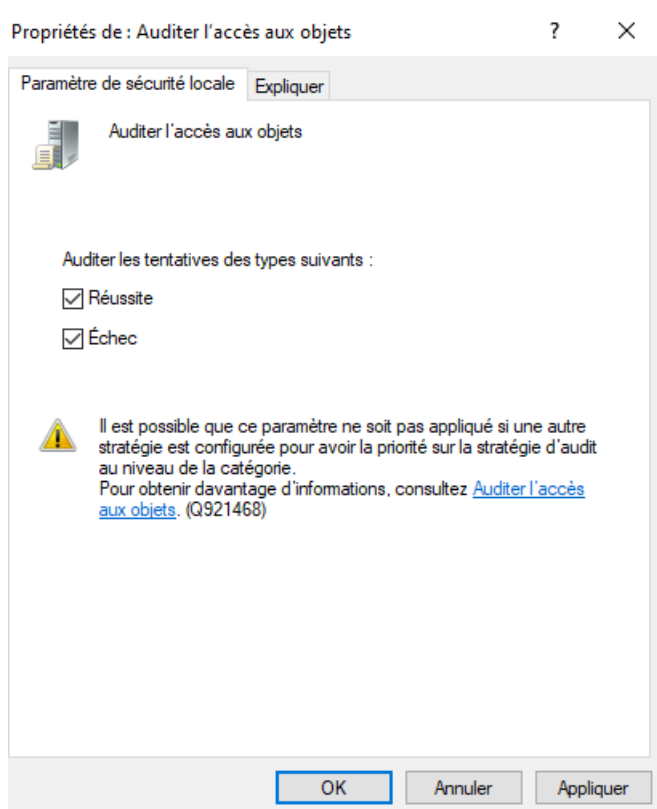 Propriétés de : Auditer l'accès aux objets ? ✕
Paramètre de sécurité locale Expliquer
Auditer l'accès aux objets
Auditer les tentatives des types suivants :
Réussite
Échec
Il est possible que ce paramètre ne soit pas appliqué si une autre
stratégie est configurée pour avoir la priorité sur la stratégie d'audit
au niveau de la catégorie.
Pour obtenir davantage d'informations, consultez Auditer l'accès
aux objets. (Q921468)
OK Annuler Appliquer